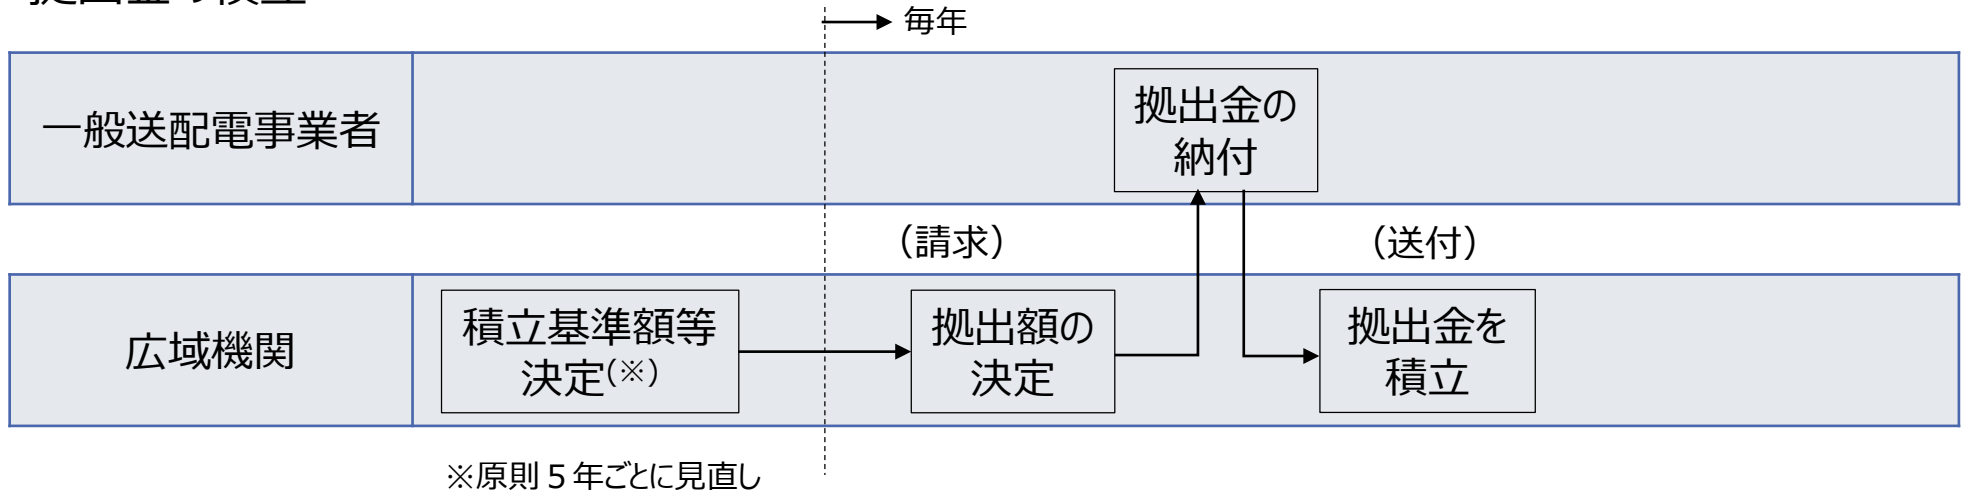 毎年
一般送配電事業者
拠出金の
納付
（請求）
（送付）
広域機関
積立基準額等
決定(※)
拠出額の
決定
拠出金を
積立
※原則５年ごとに見直し